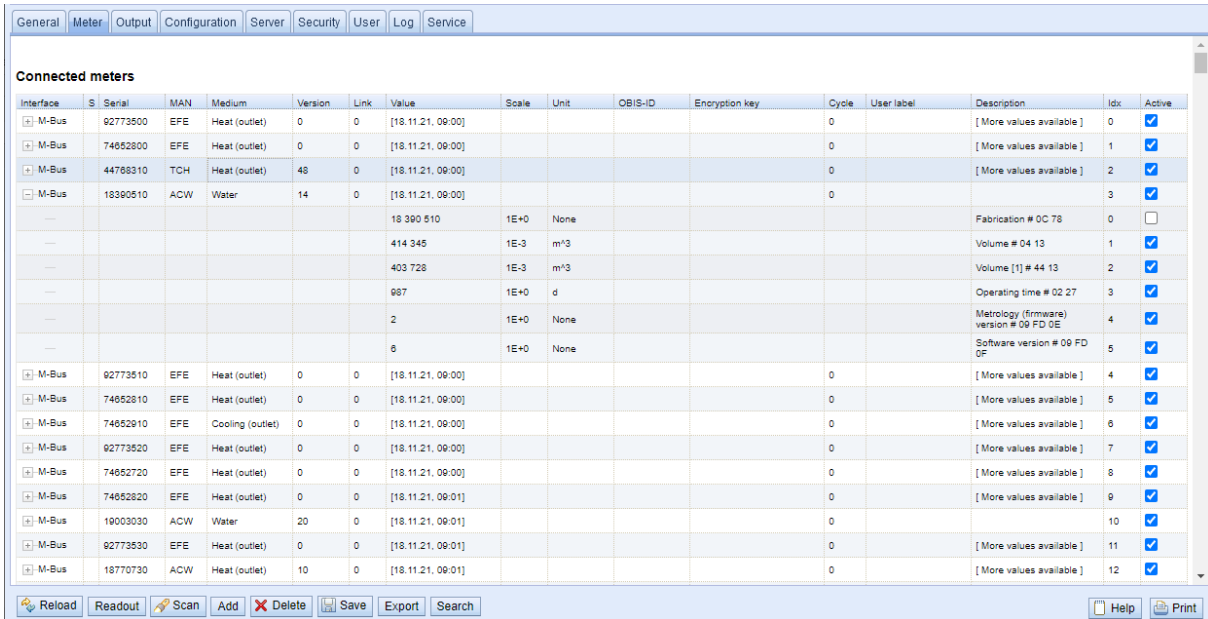 General Meter Output Configuration Server Security User Log Service
Connected meters
Interface S Serial MAN Medium Version Link Value Scale Unit OBIS-ID Encryption key Cycle User label Description Idx Active
M-Bus 92773500 EFE Heat (outlet) 0 0 [18.11.21, 09:00] 0 [ More values available ] 0
M-Bus 74652800 EFE Heat (outlet) 0 0 [18.11.21, 09:00] 0 [ More values available ] 1
M-Bus 44768310 TCH Heat (outlet) 48 0 [18.11.21, 09:00] 0 [ More values available ] 2
M-Bus 18390510 ACW Water 14 0 [18.11.21, 09:00] 0 3
18 390 510 1E+0 None Fabrication # 0C 78 0
414 345 1E-3 m^3 Volume # 04 13 1
403 728 1E-3 m^3 Volume [1] # 44 13 2
987 1E+0 d Operating time # 02 27 3
2 1E+0 None Metrology (firmware) version # 09 FD 0E 4
6 1E+0 None Software version # 09 FD 0F 5
M-Bus 92773510 EFE Heat (outlet) 0 0 [18.11.21, 09:00] 0 [ More values available ] 4
M-Bus 74652810 EFE Heat (outlet) 0 0 [18.11.21, 09:00] 0 [ More values available ] 5
M-Bus 74652910 EFE Cooling (outlet) 0 0 [18.11.21, 09:00] 0 [ More values available ] 6
M-Bus 92773520 EFE Heat (outlet) 0 0 [18.11.21, 09:00] 0 [ More values available ] 7
M-Bus 74652720 EFE Heat (outlet) 0 0 [18.11.21, 09:00] 0 [ More values available ] 8
M-Bus 74652820 EFE Heat (outlet) 0 0 [18.11.21, 09:01] 0 [ More values available ] 9
M-Bus 19003030 ACW Water 20 0 [18.11.21, 09:01] 0 10
M-Bus 92773530 EFE Heat (outlet) 0 0 [18.11.21, 09:01] 0 [ More values available ] 11
M-Bus 18770730 ACW Heat (outlet) 10 0 [18.11.21, 09:01] 0 [ More values available ] 12
Reload Readout Scan Add Delete Save Export Search Help Print